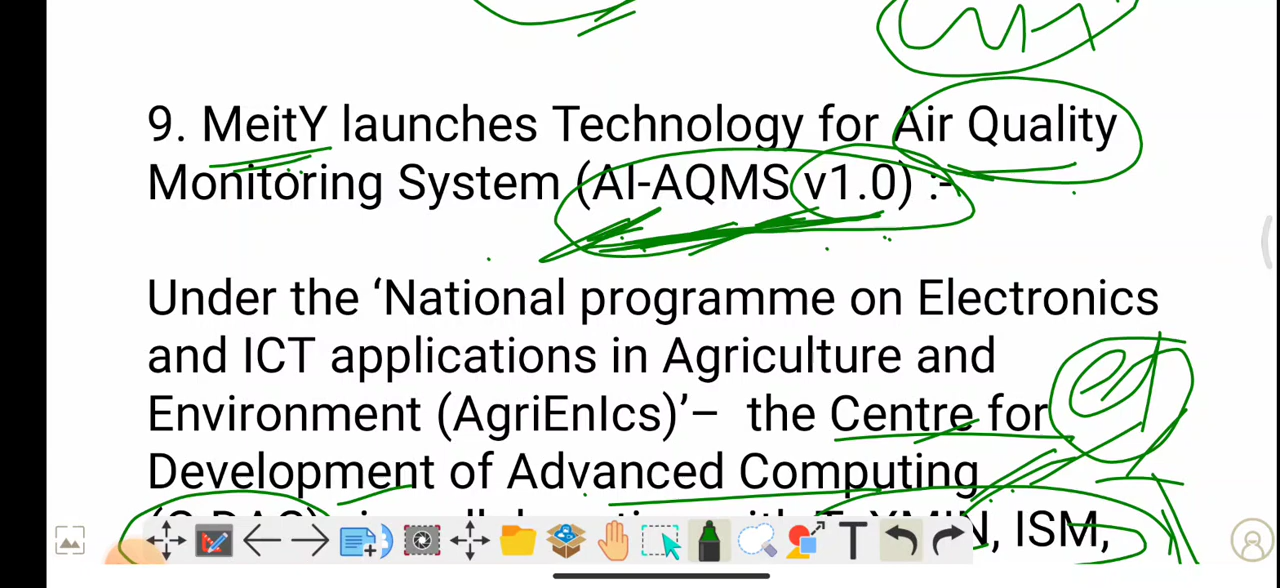 9. MeitY launches Technology for Air Quality
Monitoring System (AI-AQMS v1.0) :-
Under the ‘National programme on Electronics
and ICT applications in Agriculture and
Environment (AgriEnIcs)’– the Centre for
Development of Advanced Computing
ISM,
T